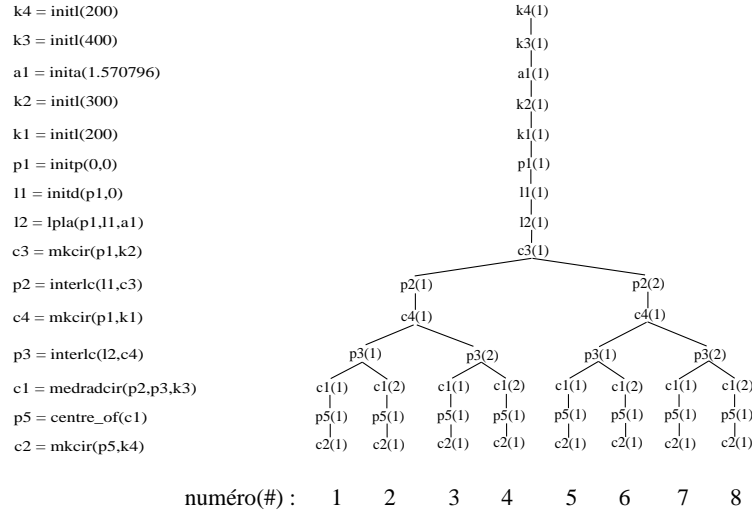 k4 = initl(200) k4(1)
k3 = initl(400) k3(1)
a1 = inita(1.570796) a1(1)
k2 = initl(300) k2(1)
k1 = initl(200) k1(1)
p1 = initp(0,0) p1(1)
l1 = initd(p1,0) l1(1)
l2 = lpla(p1,l1,a1) l2(1)
c3 = mkcir(p1,k2) c3(1)
p2 = interlc(l1,c3) p2(1) p2(2)
c4 = mkcir(p1,k1) c4(1) c4(1)
p3 = interlc(l2,c4) p3(1) p3(2) p3(1) p3(2)
c1 = medradcir(p2,p3,k3) c1(1) c1(2) c1(1) c1(2) c1(1) c1(2) c1(1) c1(2)
p5 = centre_of(c1) p5(1) p5(1) p5(1) p5(1) p5(1) p5(1) p5(1) p5(1)
c2 = mkcir(p5,k4) c2(1) c2(1) c2(1) c2(1) c2(1) c2(1) c2(1) c2(1)
numéro(#) : 1 2 3 4 5 6 7 8